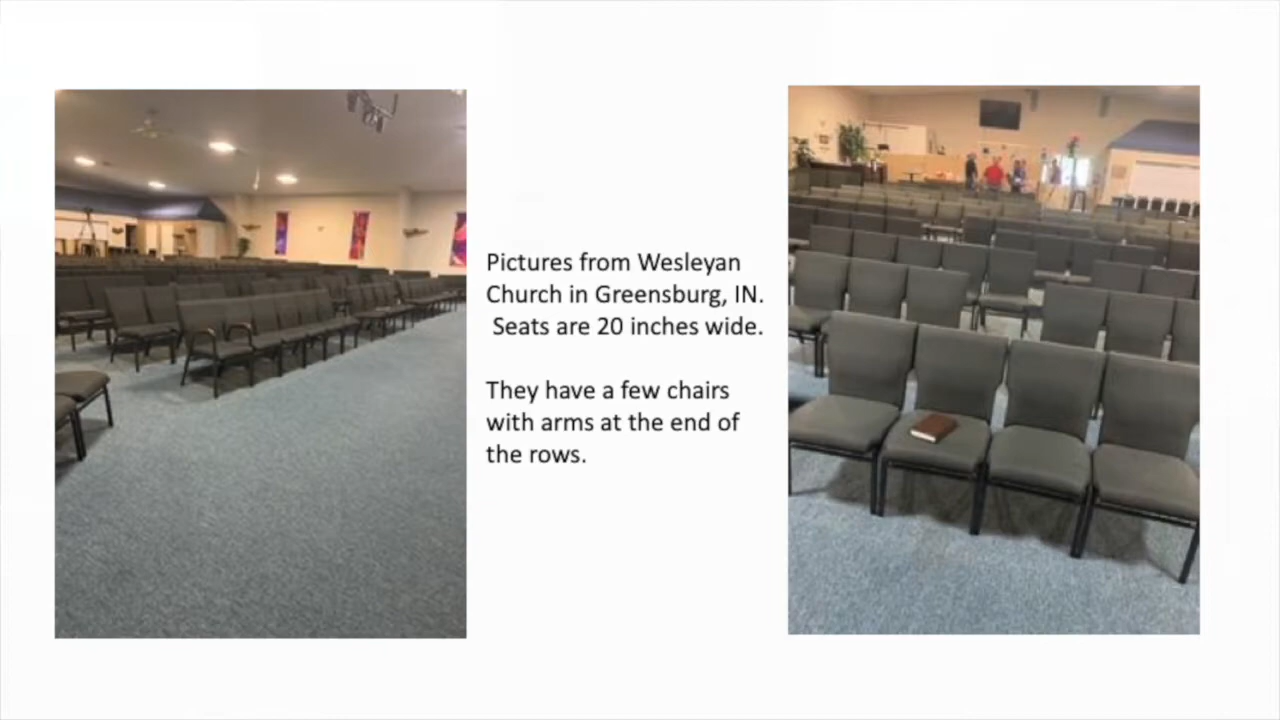 Pictures from Wesleyan
Church in Greensburg, IN.
Seats are 20 inches wide.
They have a few chairs
with arms at the end of
the rows.